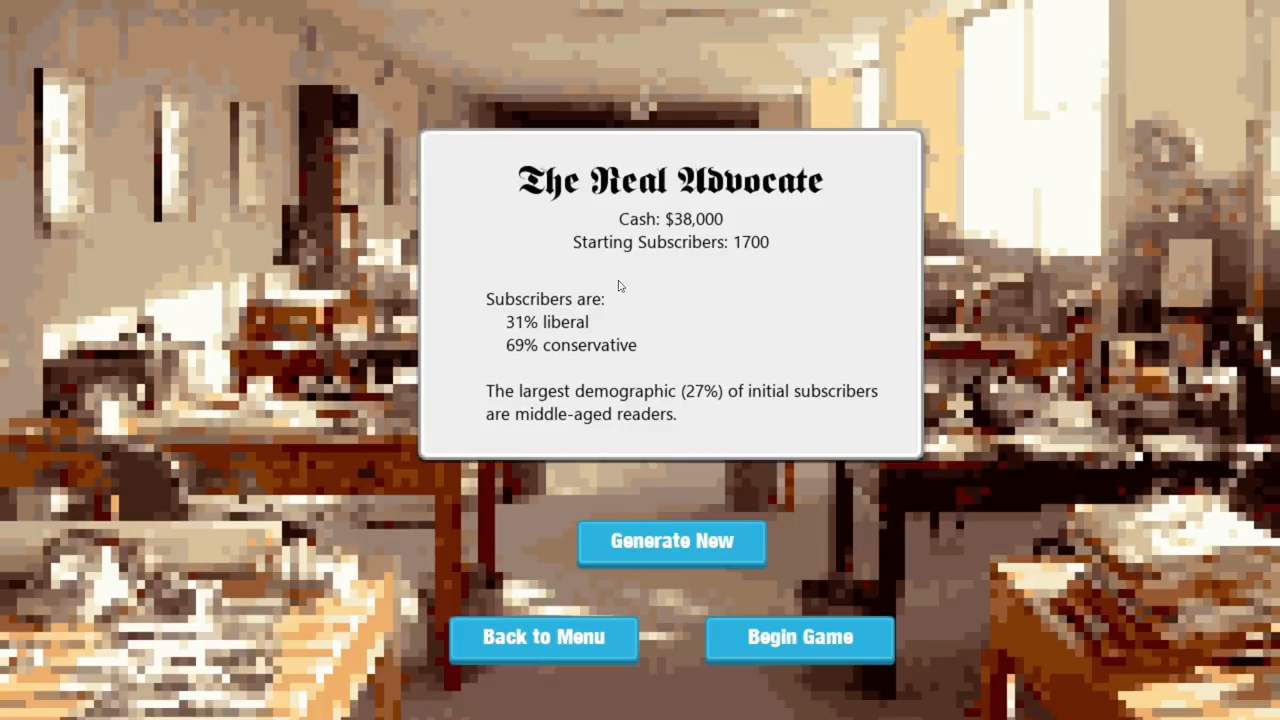 The Real Advocate
Cash: $38,000
Starting Subscribers: 1700
Subscribers are:
31% liberal
69% conservative
The largest demographic (27%) of initial subscribers
are middle-aged readers.
Generate New
Back to Menu
Begin Game